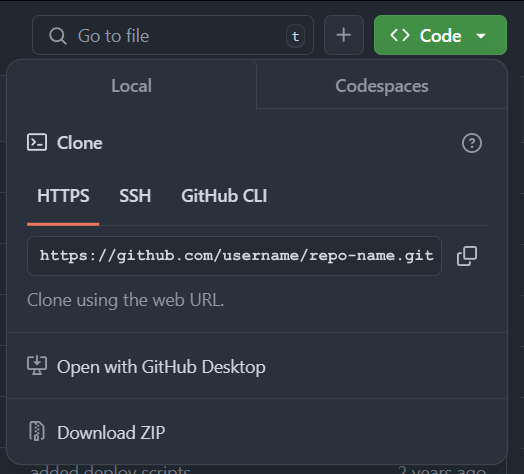 Go to file t + <> Code
Local Codespaces
Clone
HTTPS SSH GitHub CLI
https://github.com/username/repo-name.git
Clone using the web URL.
Open with GitHub Desktop
Download ZIP
added deploy scripts 2 years ago